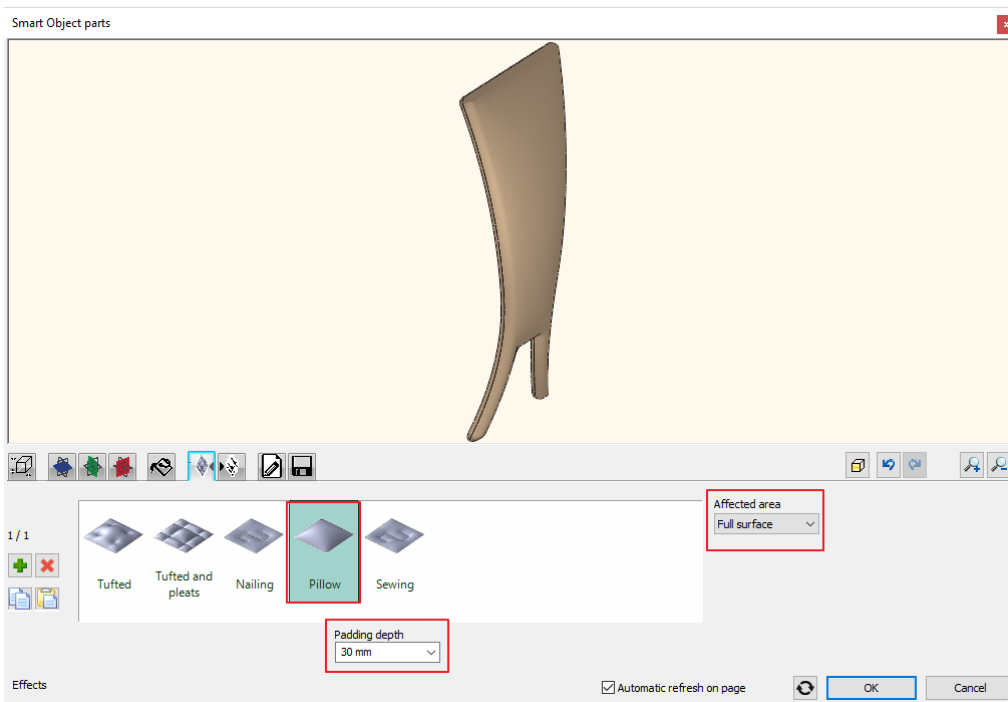 Smart Object parts
Affected area
Full surface
1 / 1
Tufted
Tufted and
pleats
Nailing
Pillow
Sewing
Padding depth
30 mm
Effects
Automatic refresh on page
OK
Cancel